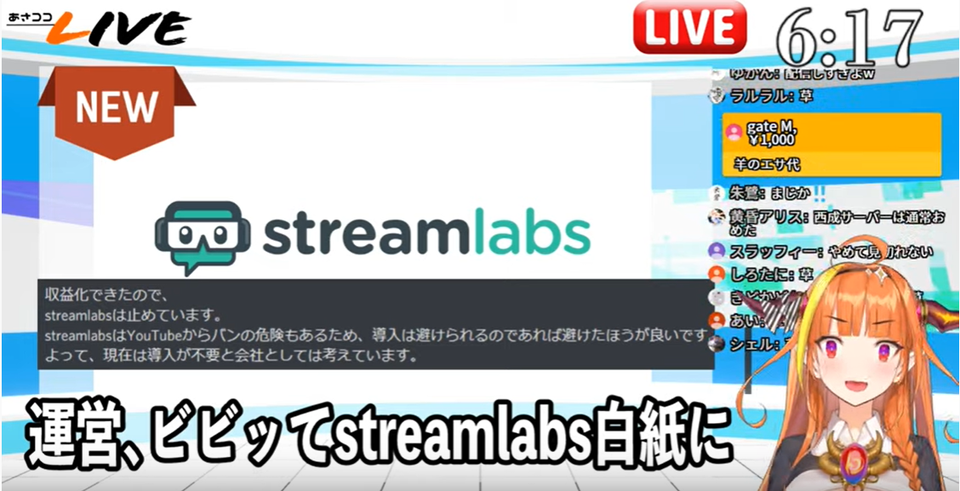 あさココ
LIVE
LIVE
6:17
NEW
ゆかん: 配信しすぎよw
ラルラル: 草
gate M,
¥1,000
羊のエサ代
朱鷺: まじか‼
黄昏アリス: 西成サーバーは通常お
めた
スラッフィー: やめて見切れない
しろたに: 草
あい:
シェル:
streamlabs
収益化できたので、
streamlabsは止めています。
streamlabsはYouTubeからバンの危険もあるため、導入は避けられるのであれば避けたほうが良いです
よって、現在は導入が不要と会社としては考えています。
運営、ビビッてstreamlabs白紙に